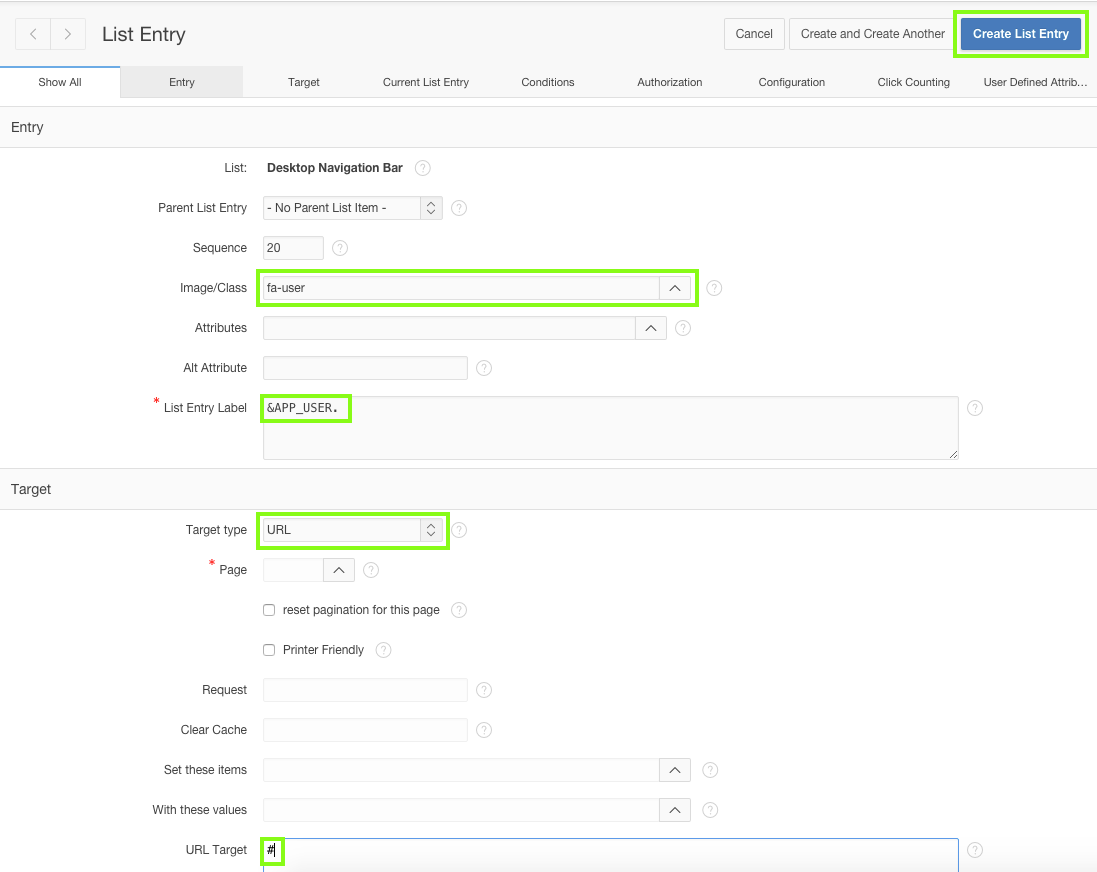 List Entry
Cancel
Create and Create Another
Create List Entry
Show All
Entry
Target
Current List Entry
Conditions
Authorization
Configuration
Click Counting
User Defined Attrib...
Entry
List: Desktop Navigation Bar ?
Parent List Entry - No Parent List Item - ?
Sequence 20 ?
Image/Class fa-user ?
Attributes ?
Alt Attribute ?
* List Entry Label &APP_USER. ?
Target
Target type URL ?
* Page ?
reset pagination for this page ?
Printer Friendly ?
Request ?
Clear Cache ?
Set these items ?
With these values ?
URL Target # ?